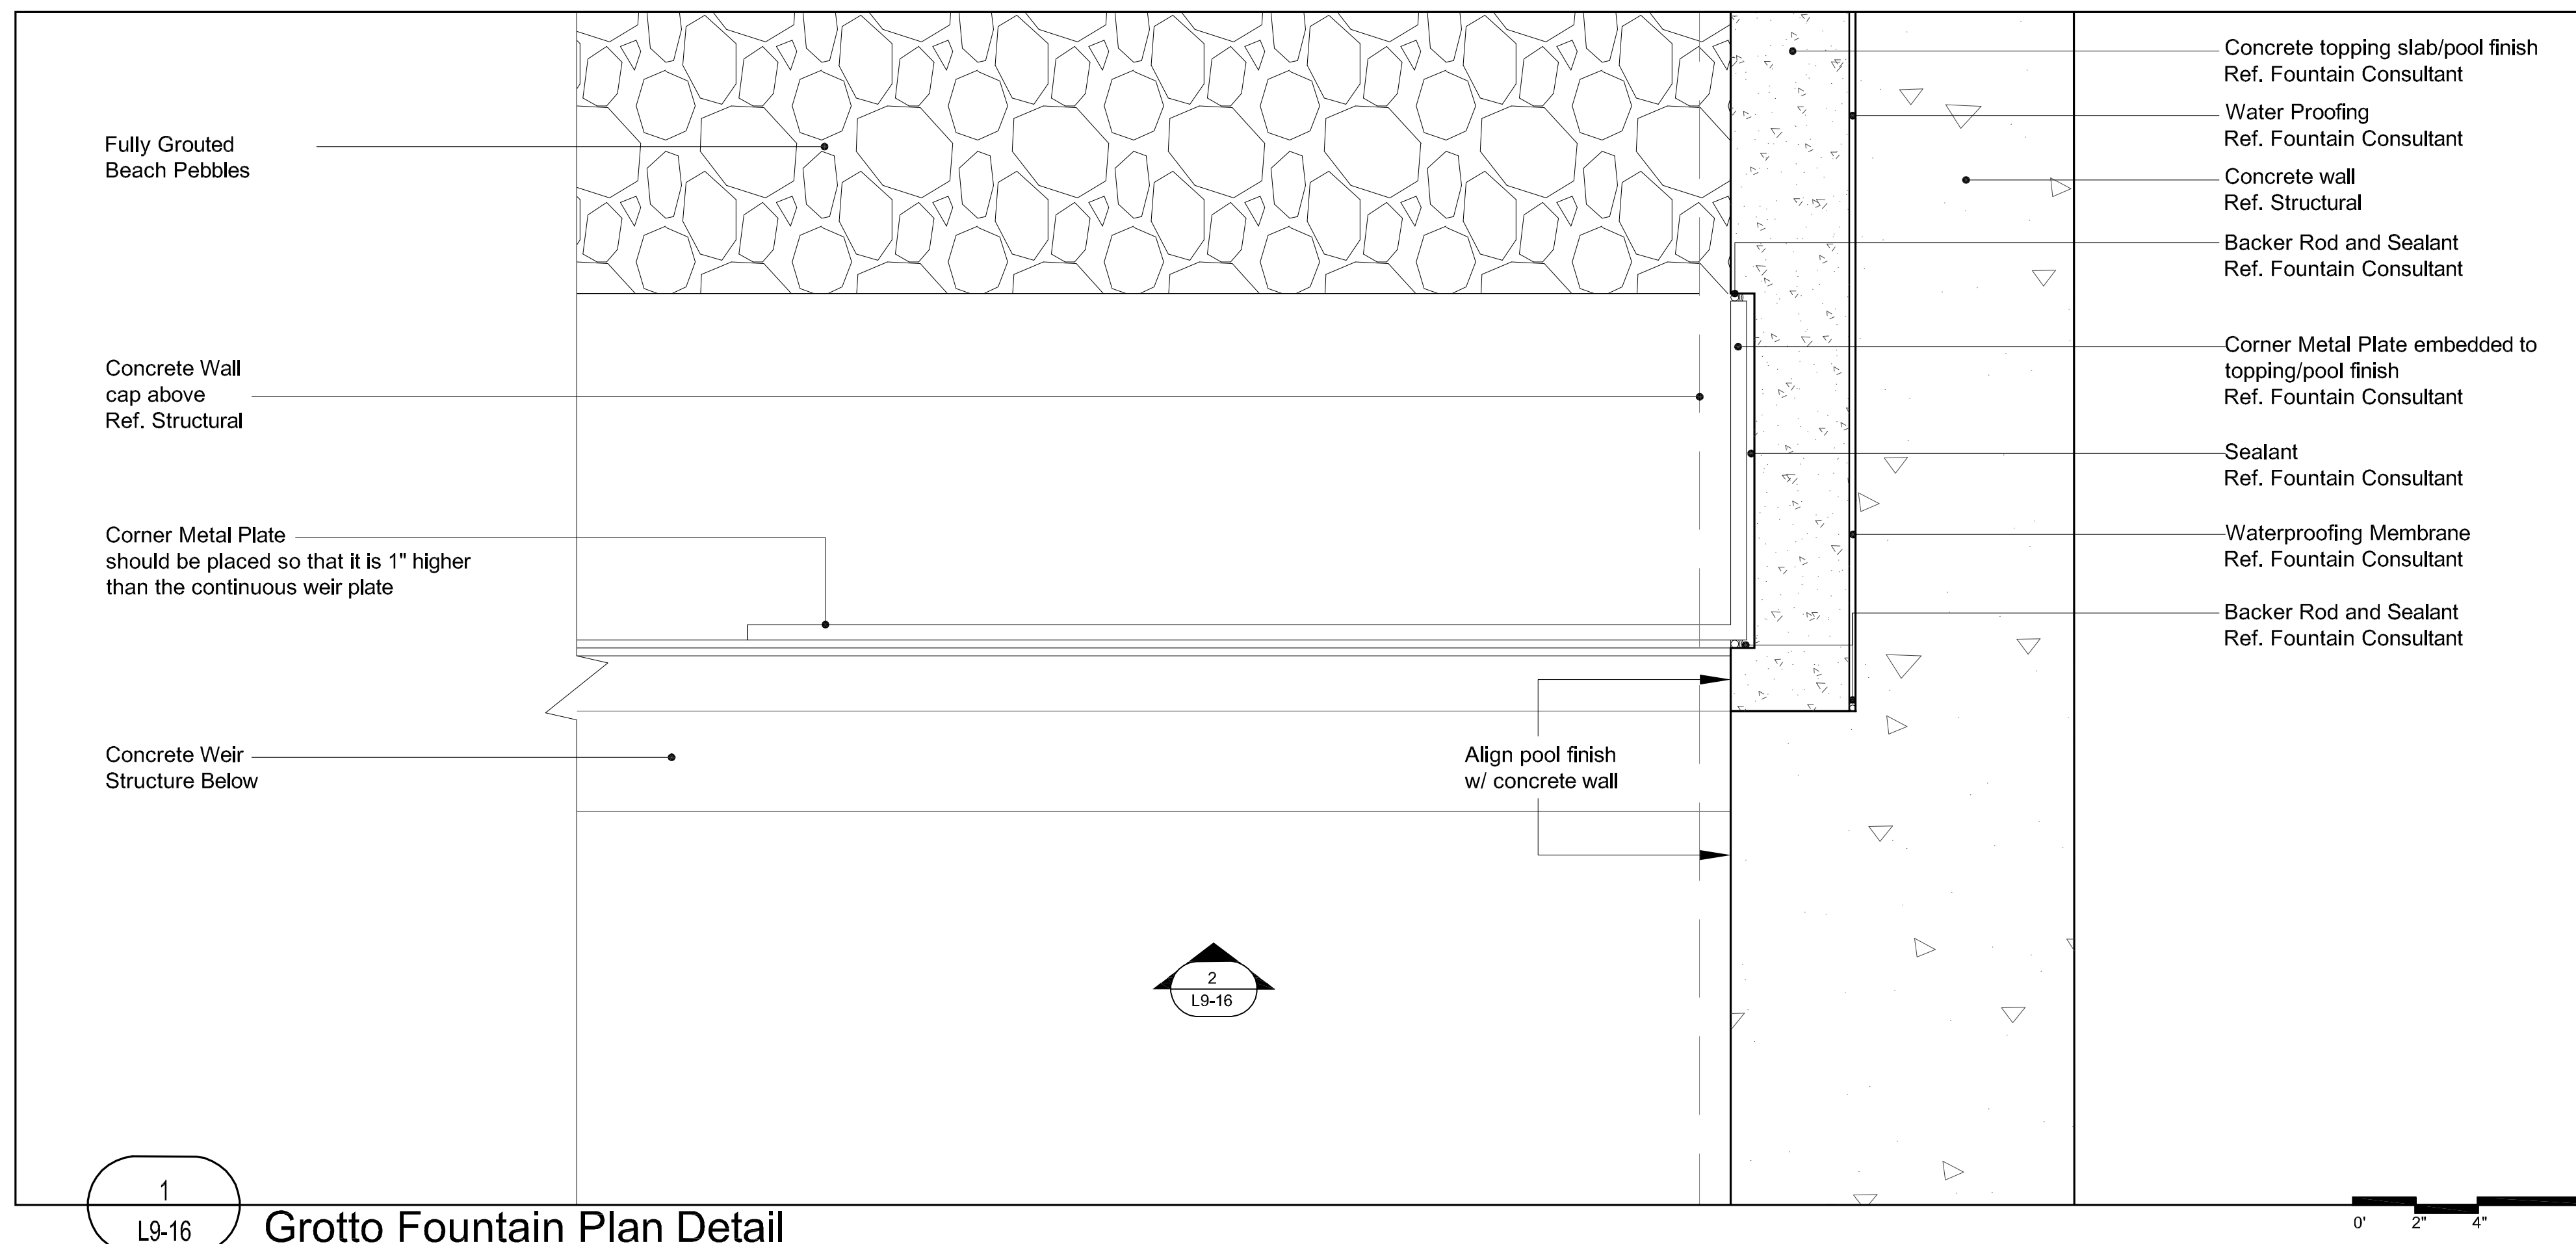 Fully Grouted
Beach Pebbles
Concrete Wall
cap above
Ref. Structural
Corner Metal Plate
should be placed so that it is 1" higher
than the continuous weir plate
Concrete Weir
Structure Below
Align pool finish
w/ concrete wall
2
L9-16
Concrete topping slab/pool finish
Ref. Fountain Consultant
Water Proofing
Ref. Fountain Consultant
Concrete wall
Ref. Structural
Backer Rod and Sealant
Ref. Fountain Consultant
Corner Metal Plate embedded to
topping/pool finish
Ref. Fountain Consultant
Sealant
Ref. Fountain Consultant
Waterproofing Membrane
Ref. Fountain Consultant
Backer Rod and Sealant
Ref. Fountain Consultant
1
L9-16
Grotto Fountain Plan Detail
0' 2" 4"